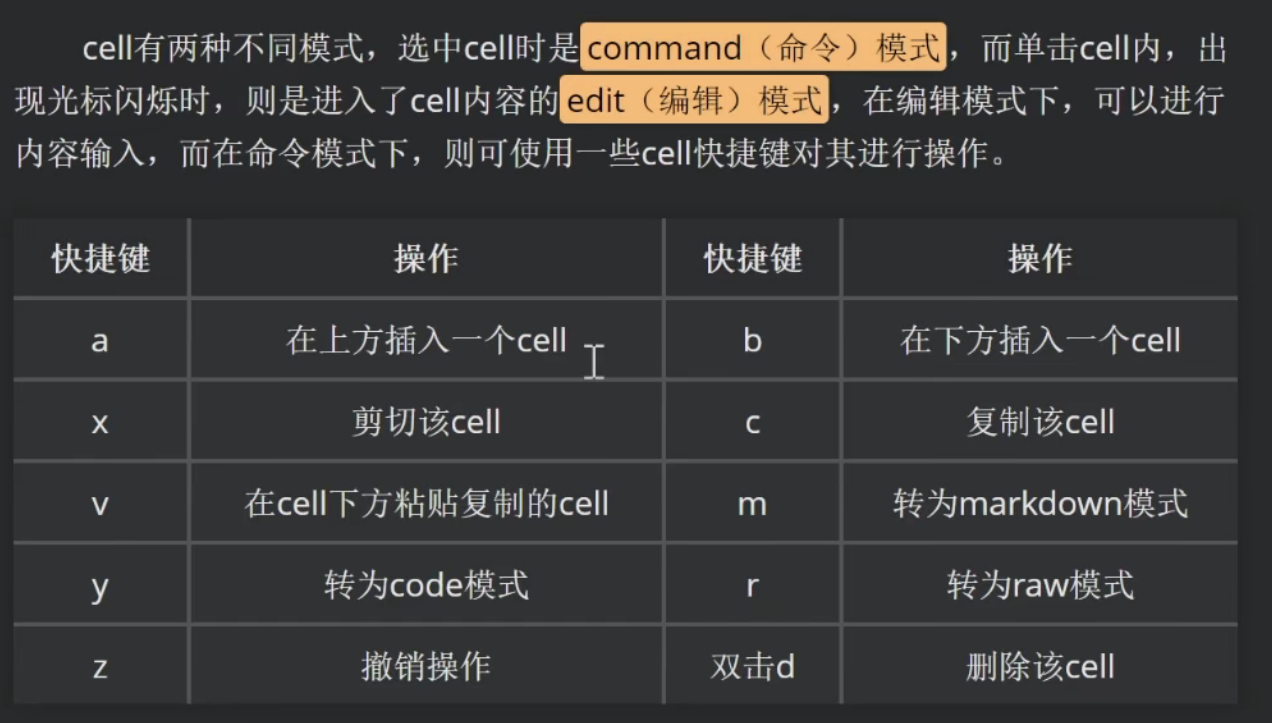 cell有两种不同模式，选中cell时是command（命令）模式，而单击cell内，出
现光标闪烁时，则是进入了cell内容的edit（编辑）模式，在编辑模式下，可以进行
内容输入，而在命令模式下，则可使用一些cell快捷键对其进行操作。
快捷键 操作 快捷键 操作
a 在上方插入一个cell b 在下方插入一个cell
x 剪切该cell c 复制该cell
v 在cell下方粘贴复制的cell m 转为markdown模式
y 转为code模式 r 转为raw模式
z 撤销操作 双击d 删除该cell